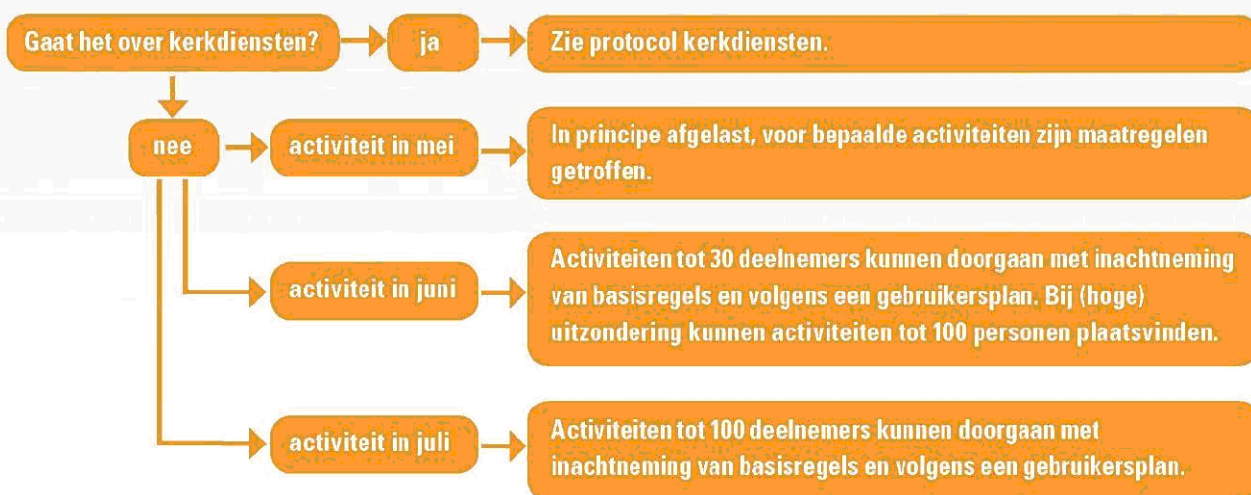 Gaat het over kerkdiensten?
ja
Zie protocol kerkdiensten.
nee
activiteit in mei
In principe afgelast, voor bepaalde activiteiten zijn maatregelen
getroffen.
activiteit in juni
Activiteiten tot 30 deelnemers kunnen doorgaan met inachtneming
van basisregels en volgens een gebruikersplan. Bij (hoge)
uitzondering kunnen activiteiten tot 100 personen plaatsvinden.
activiteit in juli
Activiteiten tot 100 deelnemers kunnen doorgaan met
inachtneming van basisregels en volgens een gebruikersplan.